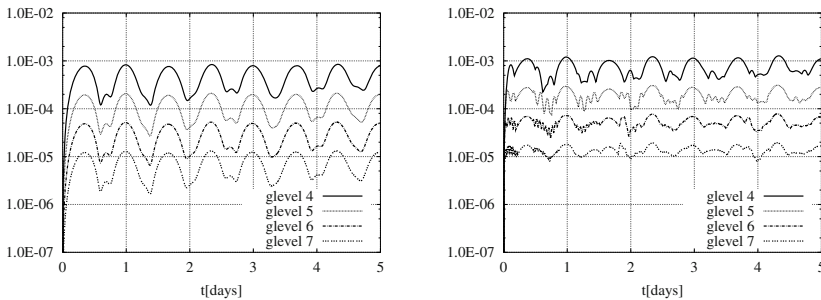 1.0E-02
1.0E-03
1.0E-04
1.0E-05
1.0E-06
1.0E-07
glevel 4
glevel 5
glevel 6
glevel 7
0 1 2 3 4 5
t[days]
1.0E-02
1.0E-03
1.0E-04
1.0E-05
1.0E-06
1.0E-07
glevel 4
glevel 5
glevel 6
glevel 7
0 1 2 3 4 5
t[days]